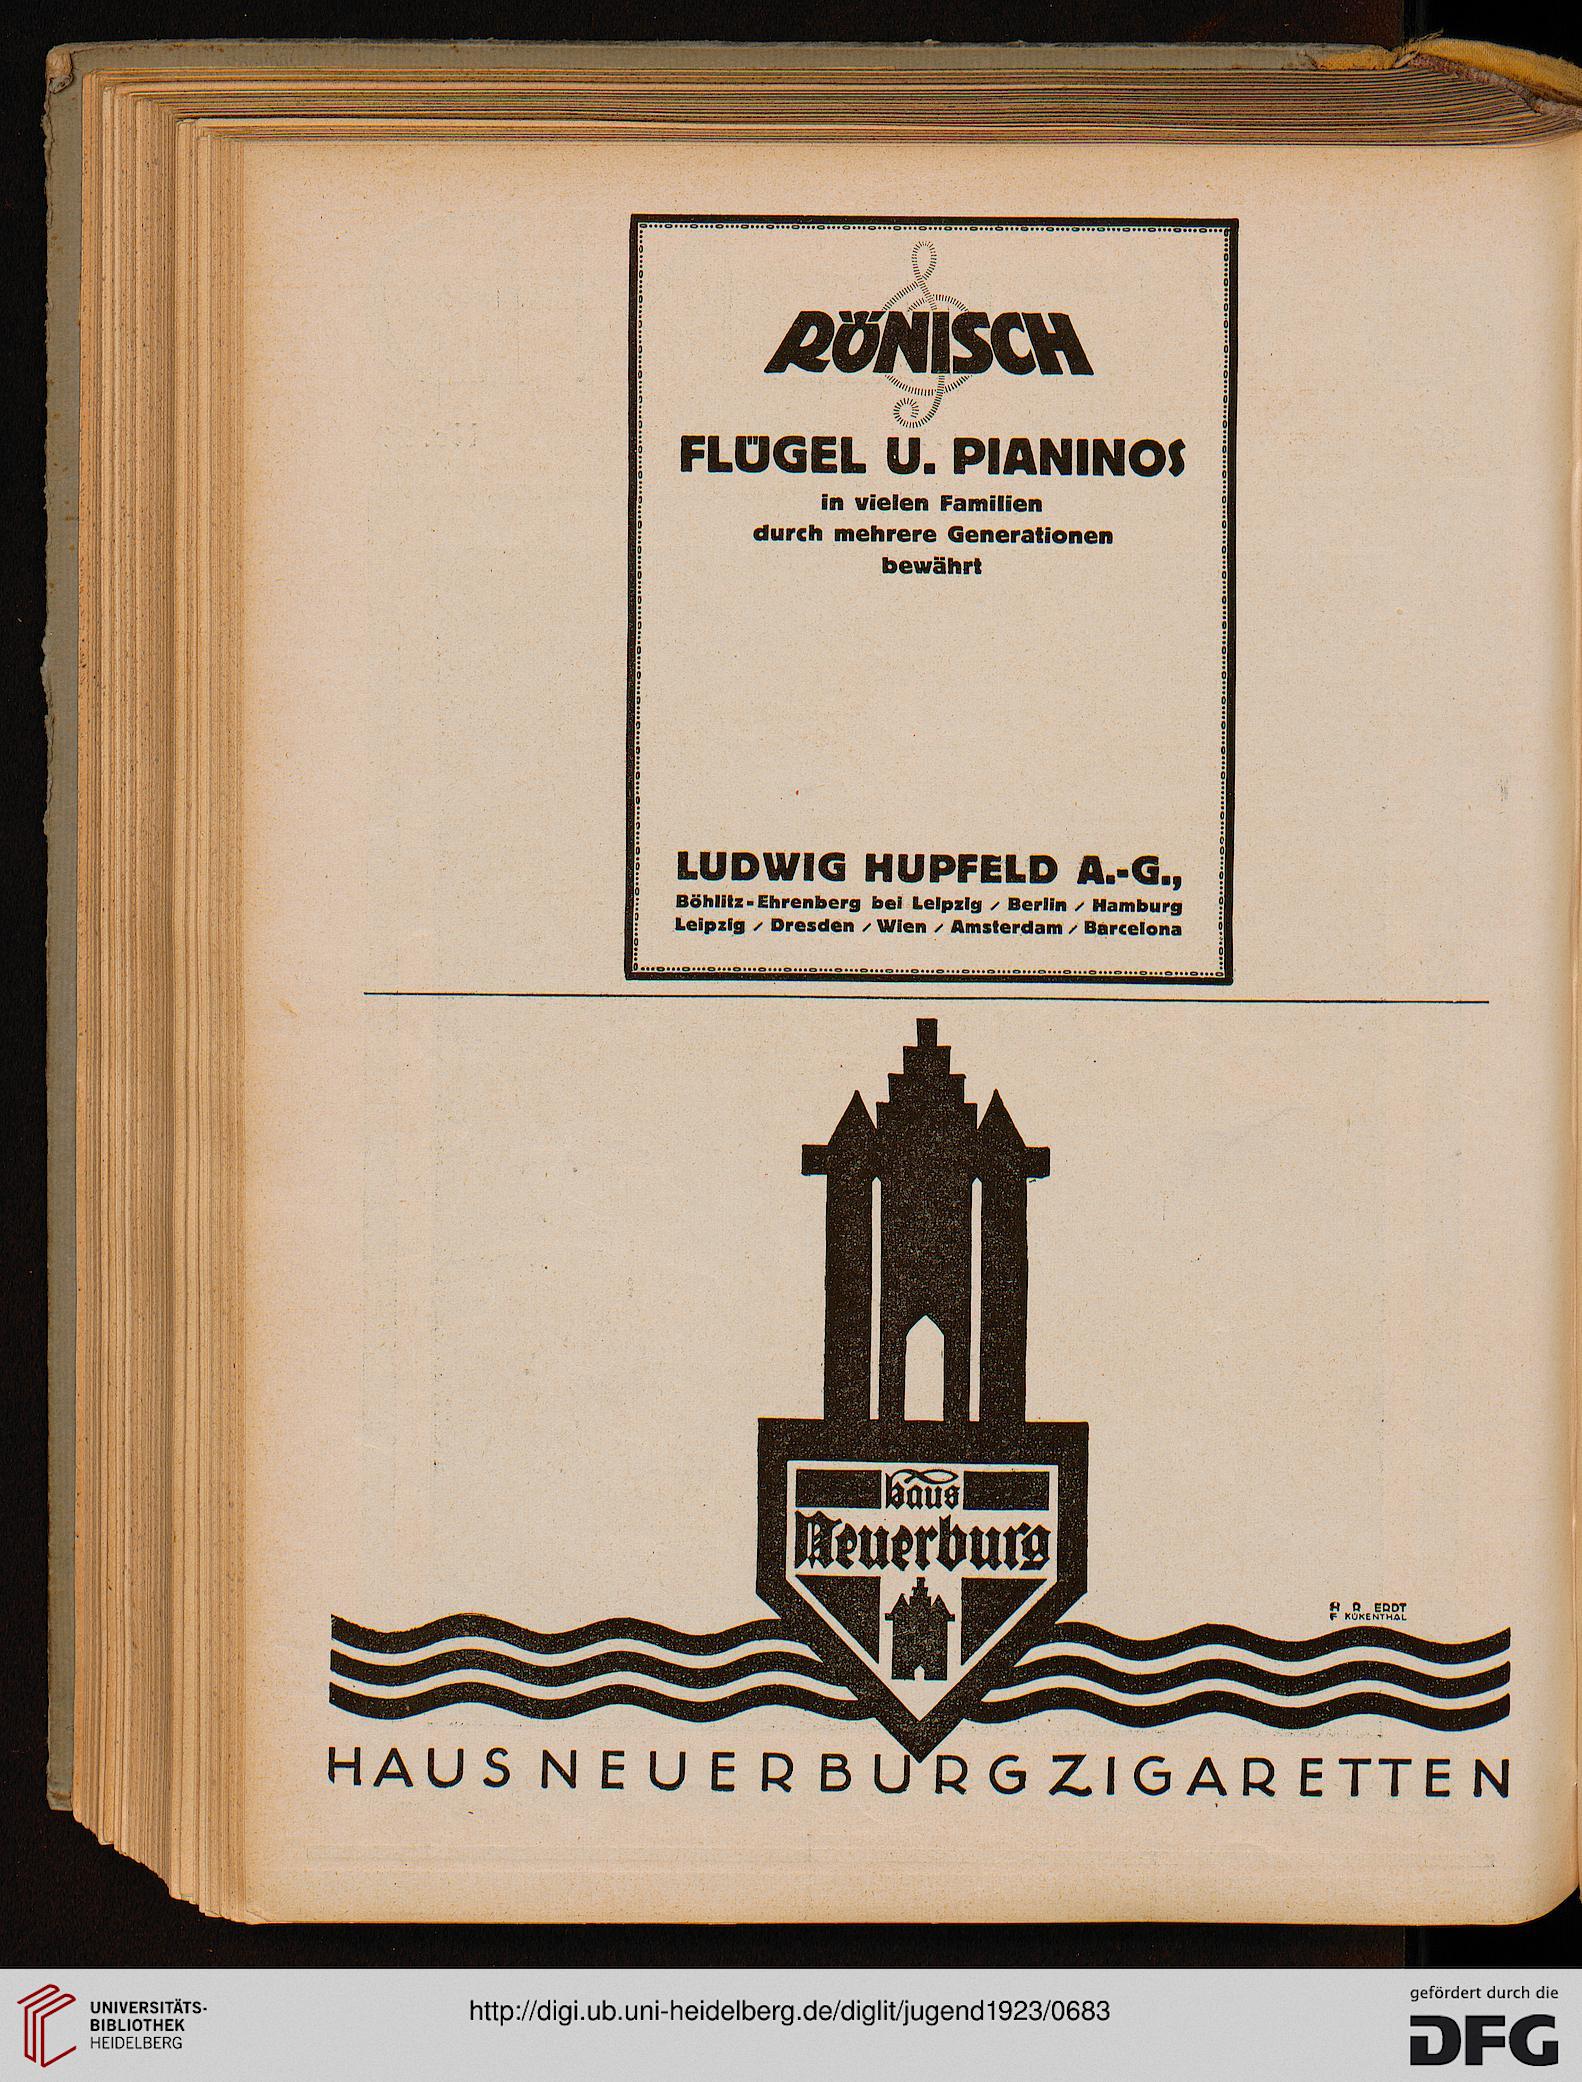 RÖNISCH
FLÜGEL U. PIANINOS
in vielen Familien
durch mehrere Generationen
bewährt
LUDWIG HUPFELD A.-G.,
Böhlitz-Ehrenberg bei Leipzig / Berlin / Hamburg
Leipzig / Dresden / Wien / Amsterdam / Barcelona
Haus
Neuerburg
H R ERDT
F KÜKENTHAL
HAUS NEUERBURG ZIGARETTEN
UNIVERSITÄTS-
BIBLIOTHEK
HEIDELBERG
http://digi.ub.uni-heidelberg.de/diglit/jugend1923/0683
gefördert durch die
DFG